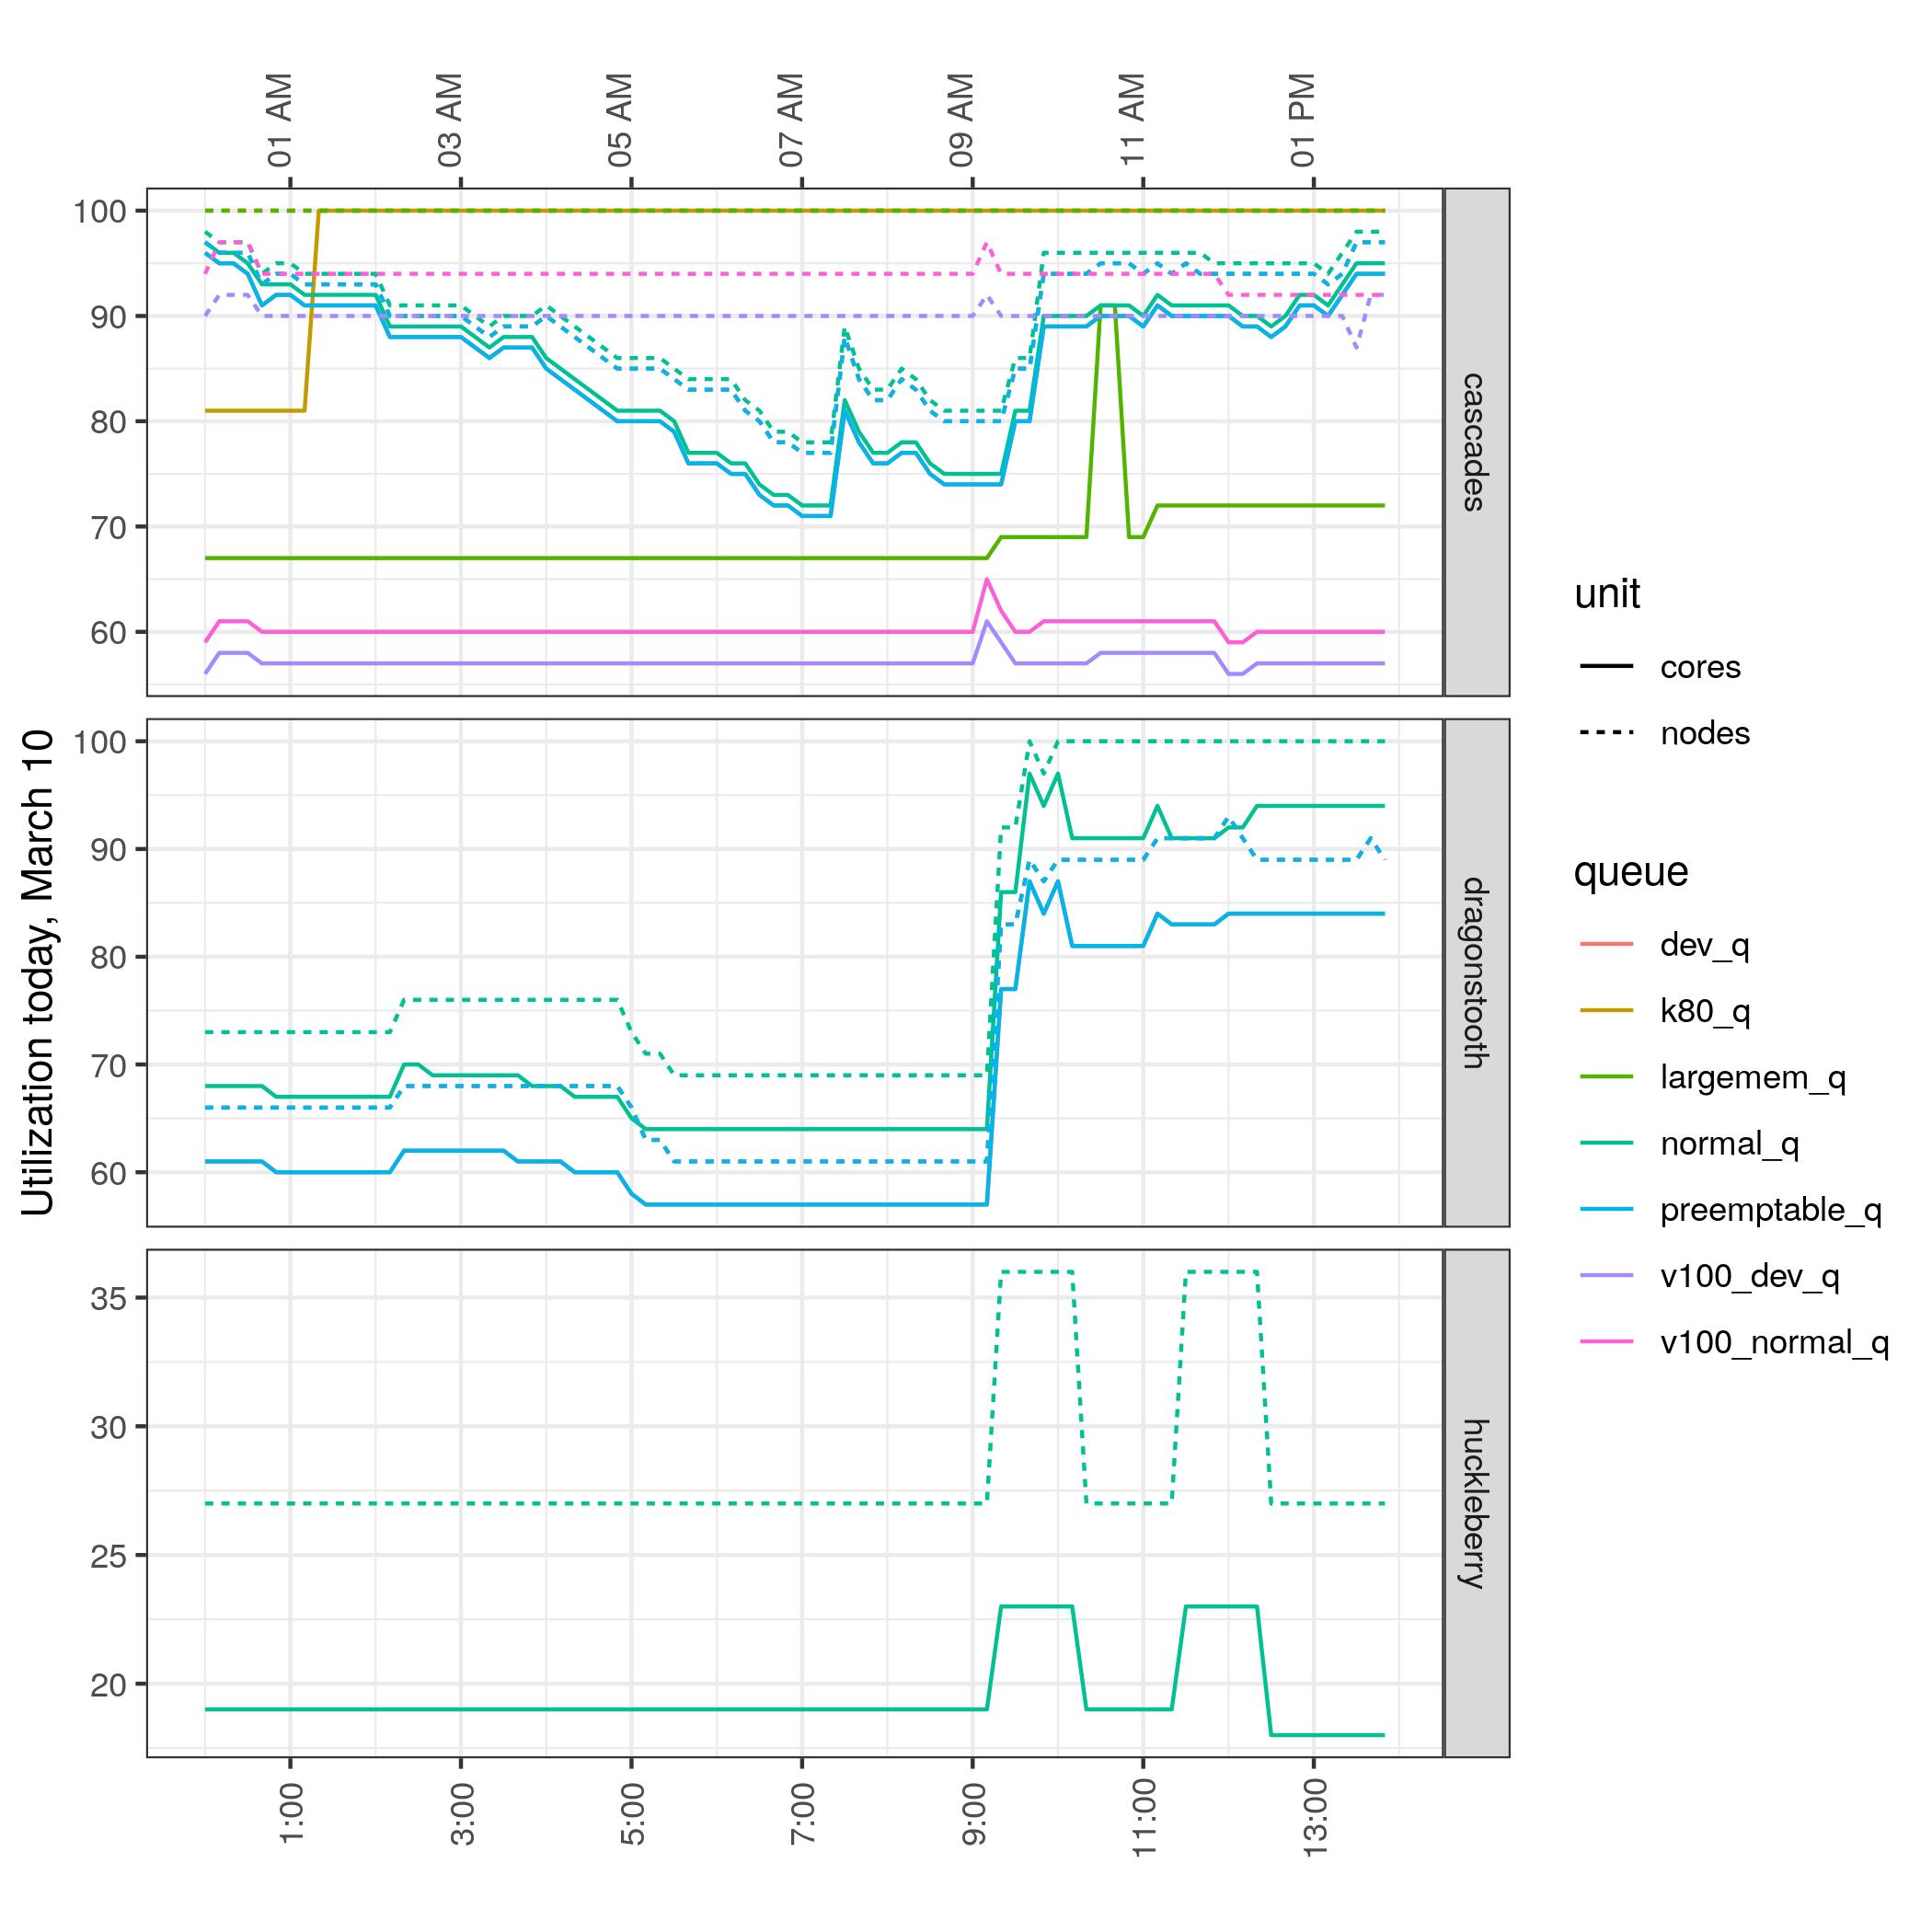 01 AM
03 AM
05 AM
07 AM
09 AM
11 AM
01 PM
Utilization today, March 10
100
90
80
70
60
cascades
100
90
80
70
60
dragonstooth
35
30
25
20
huckleberry
1:00
3:00
5:00
7:00
9:00
11:00
13:00
unit
cores
nodes
queue
dev_q
k80_q
largemem_q
normal_q
preemptable_q
v100_dev_q
v100_normal_q